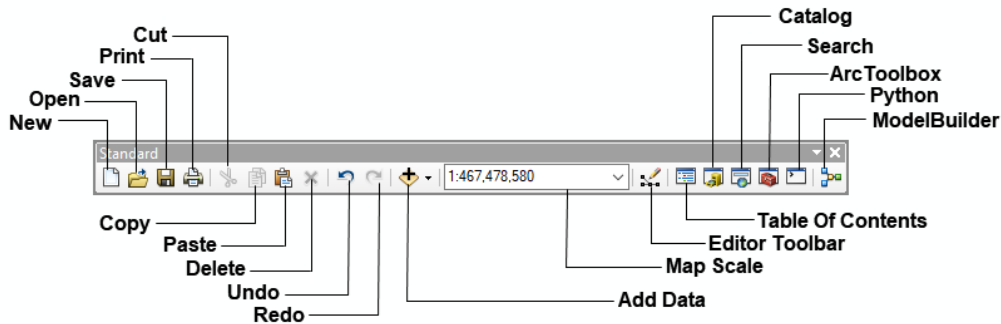 Catalog
Cut
Search
Print
ArcToolbox
Save
Python
Open
ModelBuilder
New
Standard
1:467,478,580
Copy
Table Of Contents
Paste
Editor Toolbar
Delete
Map Scale
Undo
Add Data
Redo